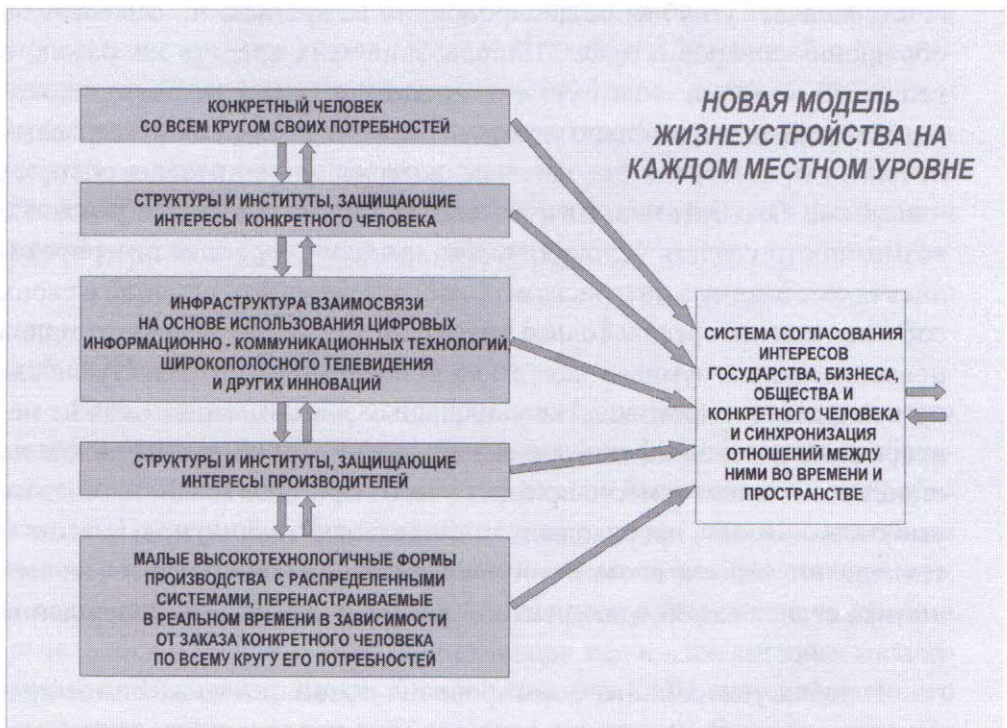 КОНКРЕТНЫЙ ЧЕЛОВЕК
СО ВСЕМ КРУГОМ СВОИХ ПОТРЕБНОСТЕЙ
НОВАЯ МОДЕЛЬ
ЖИЗНЕУСТРОЙСТВА НА
КАЖДОМ МЕСТНОМ УРОВНЕ
СТРУКТУРЫ И ИНСТИТУТЫ, ЗАЩИЩАЮЩИЕ
ИНТЕРЕСЫ КОНКРЕТНОГО ЧЕЛОВЕКА
ИНФРАСТРУКТУРА ВЗАИМОСВЯЗИ
НА ОСНОВЕ ИСПОЛЬЗОВАНИЯ ЦИФРОВЫХ
ИНФОРМАЦИОННО - КОММУНИКАЦИОННЫХ ТЕХНОЛОГИЙ
ШИРОКОПОЛОСНОГО ТЕЛЕВИДЕНИЯ
И ДРУГИХ ИННОВАЦИЙ
СТРУКТУРЫ И ИНСТИТУТЫ, ЗАЩИЩАЮЩИЕ
ИНТЕРЕСЫ ПРОИЗВОДИТЕЛЕЙ
МАЛЫЕ ВЫСОКОТЕХНОЛОГИЧНЫЕ ФОРМЫ
ПРОИЗВОДСТВА С РАСПРЕДЕЛЕННЫМИ
СИСТЕМАМИ, ПЕРЕНАСТРАИВАЕМЫЕ
В РЕАЛЬНОМ ВРЕМЕНИ В ЗАВИСИМОСТИ
ОТ ЗАКАЗА КОНКРЕТНОГО ЧЕЛОВЕКА
ПО ВСЕМУ КРУГУ ЕГО ПОТРЕБНОСТЕЙ
СИСТЕМА СОГЛАСОВАНИЯ
ИНТЕРЕСОВ
ГОСУДАРСТВА, БИЗНЕСА,
ОБЩЕСТВА И
КОНКРЕТНОГО ЧЕЛОВЕКА
И СИНХРОНИЗАЦИЯ
ОТНОШЕНИЙ МЕЖДУ
НИМИ ВО ВРЕМЕНИ И
ПРОСТРАНСТВЕ